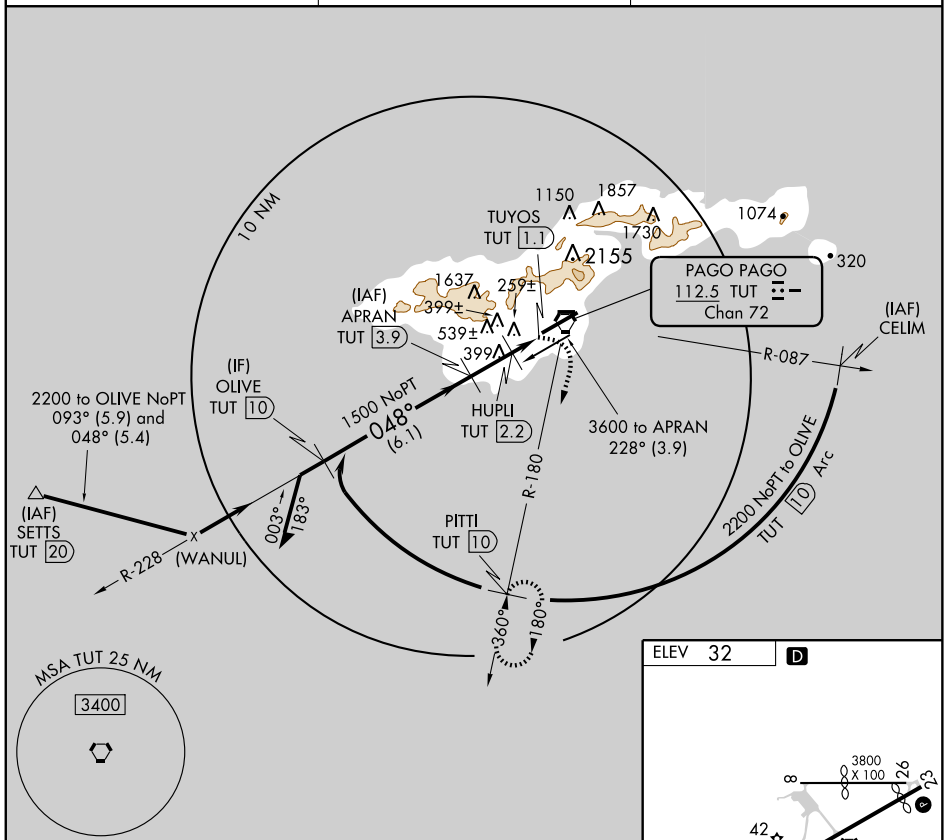 10 NM
1150
1857
1730
1074
320
2155
TUYOS
TUT 1.1
PAGO PAGO
112.5 TUT
Chan 72
1637
259±
399±
539±
399
(IAF)
APRAN
TUT 3.9
(IAF)
CELIM
R-087
(IF)
OLIVE
TUT 10
1500 NoPT
048°
(6.1)
HUPLI
TUT 2.2
3600 to APRAN
228° (3.9)
2200 to OLIVE NoPT
093° (5.9) and
048° (5.4)
R-180
2200 NoPT to OLIVE
TUT 10 Arc
(IAF)
SETTS
TUT 20
(WANUL)
R-228
003°
183°
PITTI
TUT 10
360°
180°
MSA TUT 25 NM
3400
ELEV 32
D
8
3800
X 100
26
23
P
42